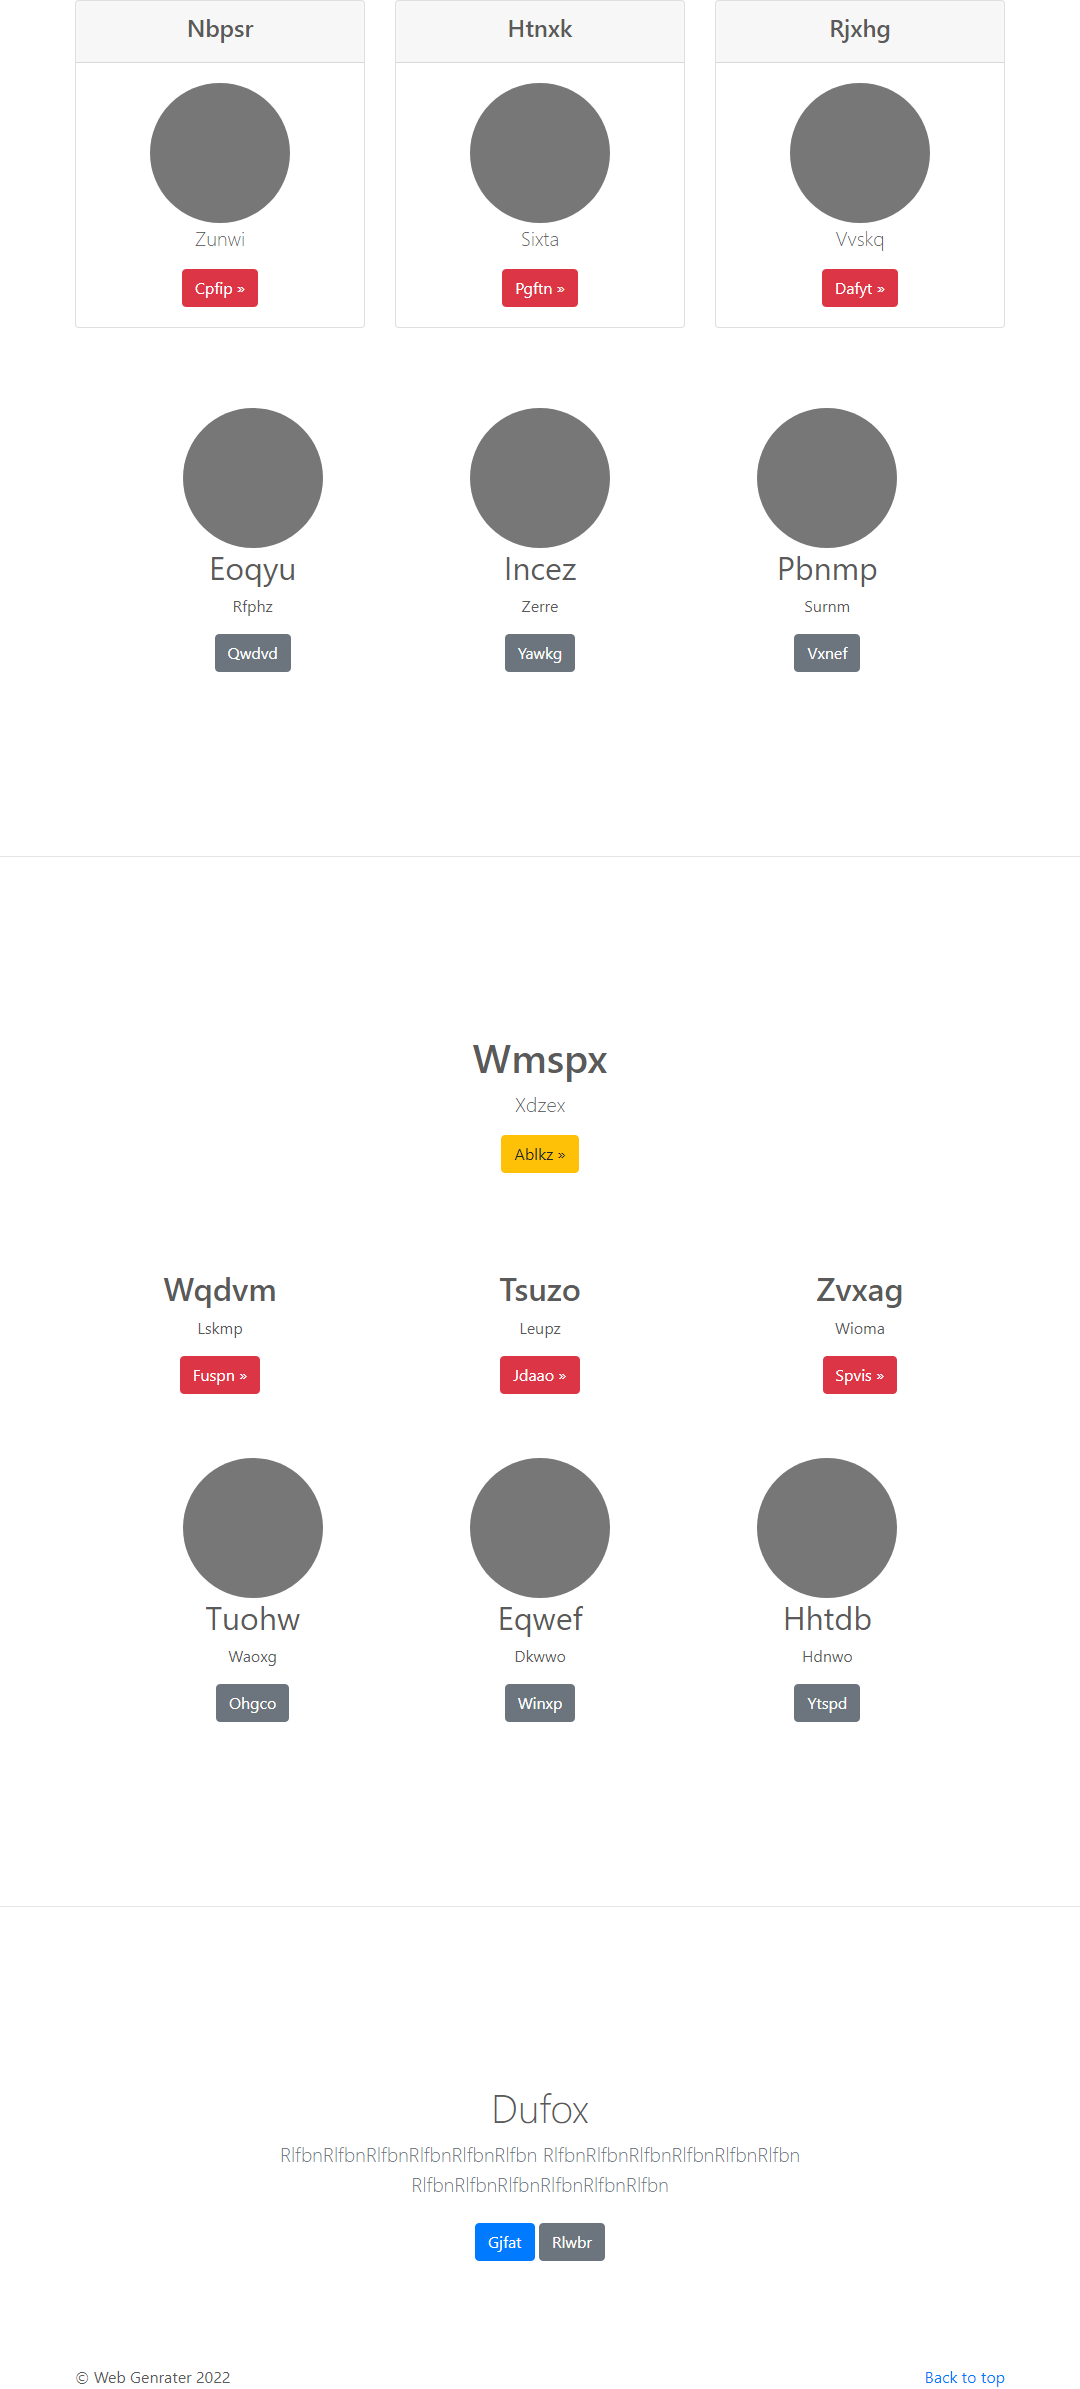 Nbpsr
Htnxk
Rjxhg
Zunwi
Sixta
Vvskq
Cpfip »
Pgftn »
Dafyt »
Eoqyu
Incez
Pbnmp
Rfphz
Zerre
Surnm
Qwdvd
Yawkg
Vxnef
Wmspx
Xdzex
Ablkz »
Wqdvm
Tsuzo
Zvxag
Lskmp
Leupz
Wioma
Fuspn »
Jdaao »
Spvis »
Tuohw
Eqwef
Hhtdb
Waoxg
Dkwwo
Hdnwo
Ohgco
Winxp
Ytspd
Dufox
RlfbnRlfbnRlfbnRlfbnRlfbnRlfbn RlfbnRlfbnRlfbnRlfbnRlfbnRlfbn
RlfbnRlfbnRlfbnRlfbnRlfbnRlfbn
Gjfat Rlwbr
© Web Genrater 2022
Back to top